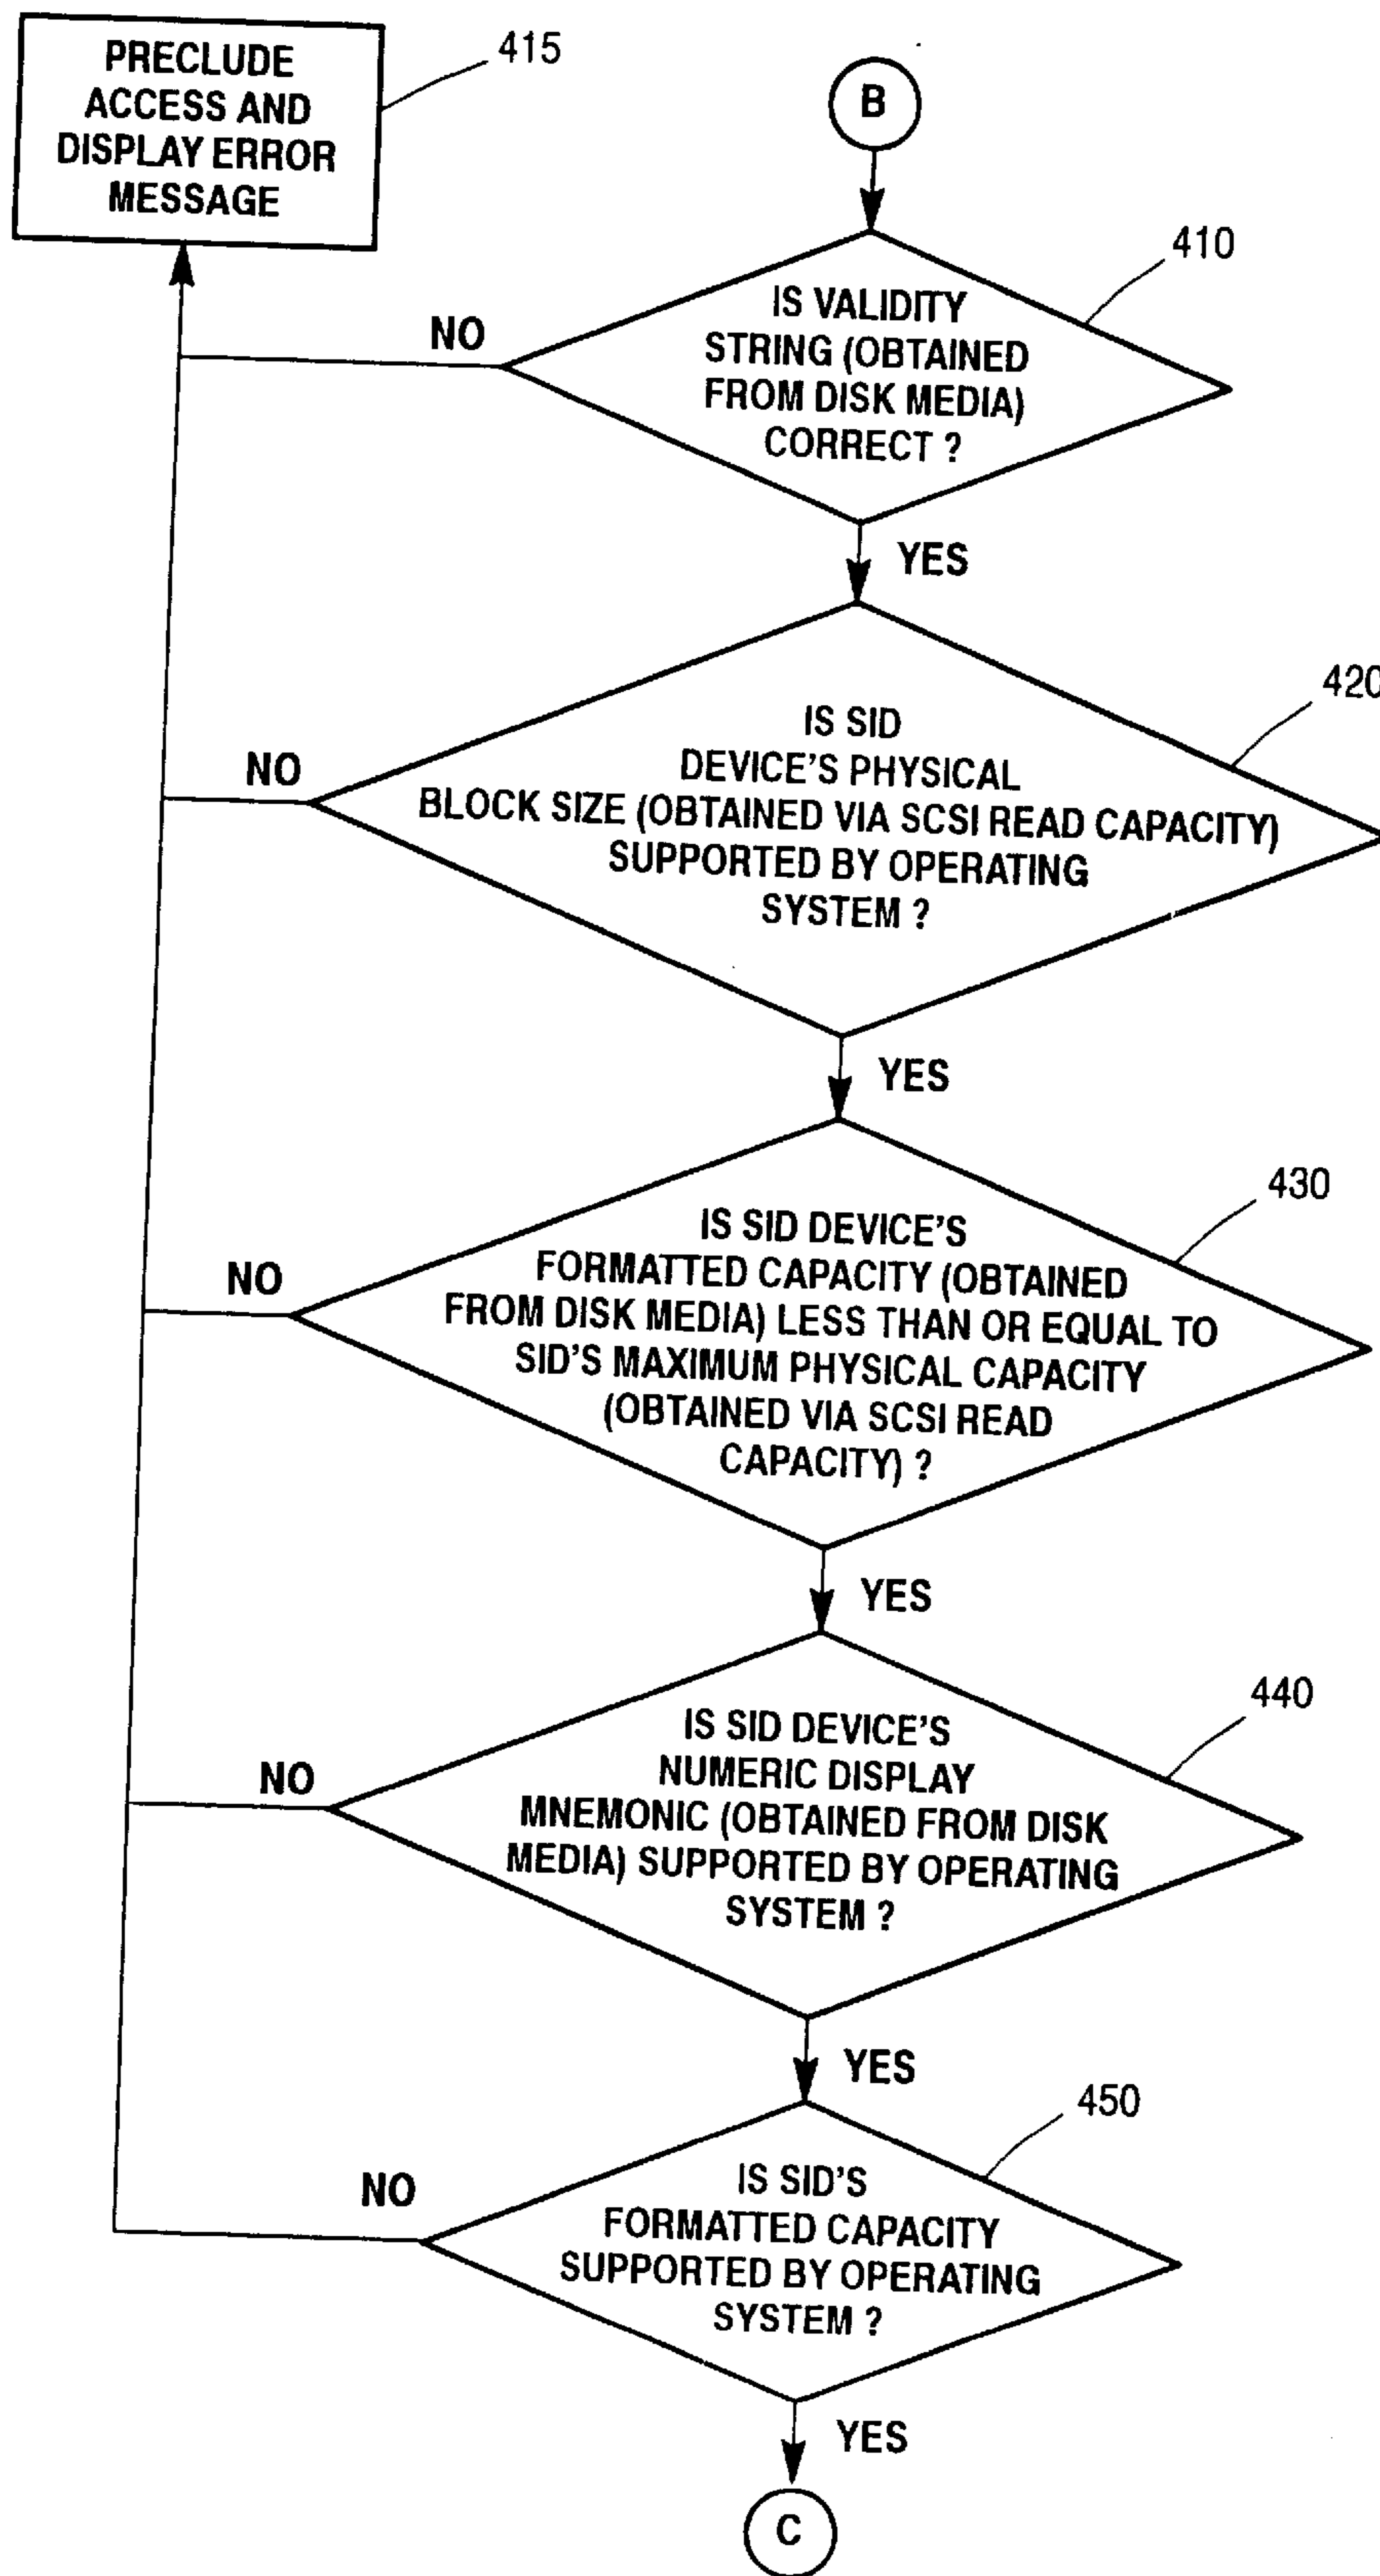 PRECLUDE
ACCESS AND
DISPLAY ERROR
MESSAGE
415
B
410
IS VALIDITY
STRING (OBTAINED
FROM DISK MEDIA)
CORRECT ?
NO
YES
420
IS SID
DEVICE'S PHYSICAL
BLOCK SIZE (OBTAINED VIA SCSI READ CAPACITY)
SUPPORTED BY OPERATING
SYSTEM ?
NO
YES
430
IS SID DEVICE'S
FORMATTED CAPACITY (OBTAINED
FROM DISK MEDIA) LESS THAN OR EQUAL TO
SID'S MAXIMUM PHYSICAL CAPACITY
(OBTAINED VIA SCSI READ
CAPACITY) ?
NO
YES
440
IS SID DEVICE'S
NUMERIC DISPLAY
MNEMONIC (OBTAINED FROM DISK
MEDIA) SUPPORTED BY OPERATING
SYSTEM ?
NO
YES
450
IS SID'S
FORMATTED CAPACITY
SUPPORTED BY OPERATING
SYSTEM ?
NO
YES
C